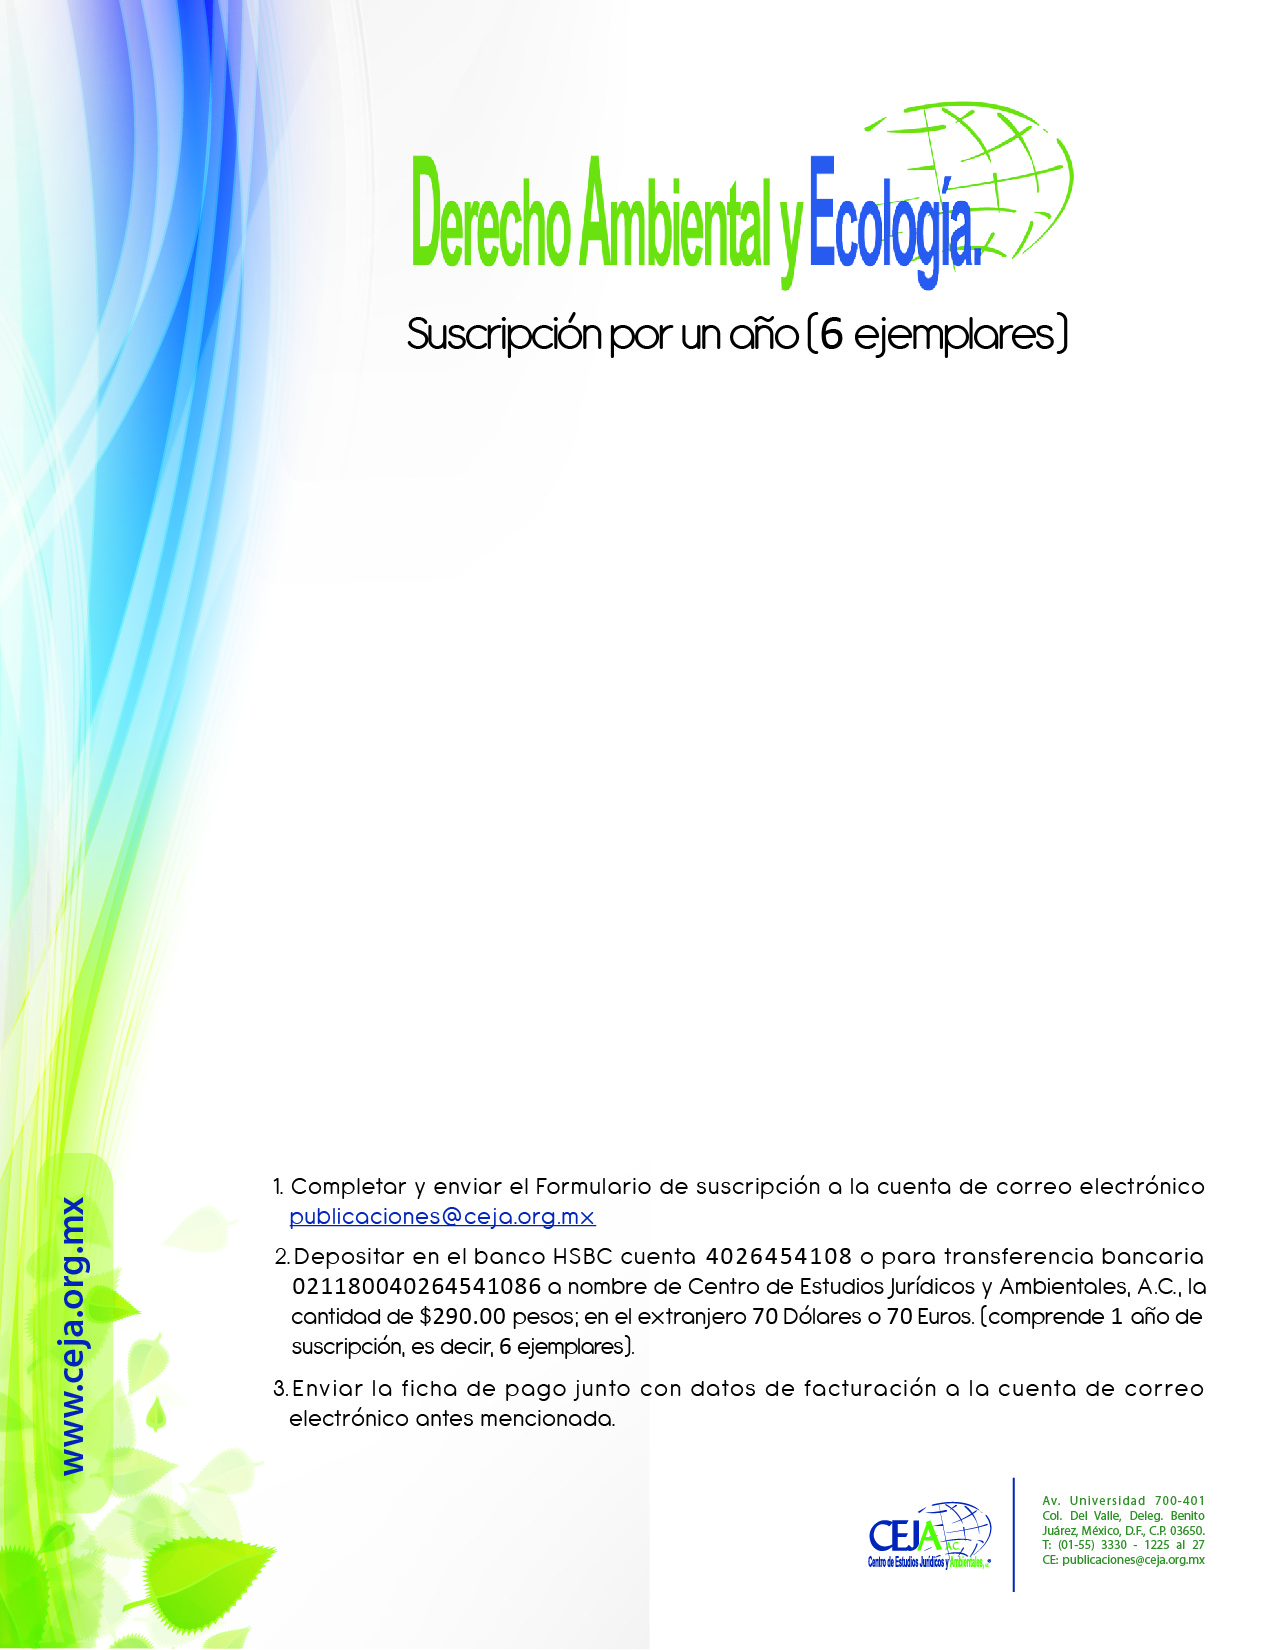 Derecho Ambiental y Ecología.
Suscripción por un año (6 ejemplares)
1. Completar y enviar el Formulario de suscripción a la cuenta de correo electrónico
publicaciones@ceja.org.mx
2. Depositar en el banco HSBC cuenta 4026454108 o para transferencia bancaria
021180040264541086 a nombre de Centro de Estudios Jurídicos y Ambientales, A.C., la
cantidad de $290.00 pesos; en el extranjero 70 Dólares o 70 Euros. (comprende 1 año de
suscripción, es decir, 6 ejemplares).
3. Enviar la ficha de pago junto con datos de facturación a la cuenta de correo
electrónico antes mencionada.
www.ceja.org.mx
CEJA A.C.
Centro de Estudios Jurídicos y Ambientales,
Av. Universidad 700-401
Col. Del Valle, Deleg. Benito
Juárez, México, D.F., C.P. 03650.
T: (01-55) 3330 - 1225 al 27
CE: publicaciones@ceja.org.mx